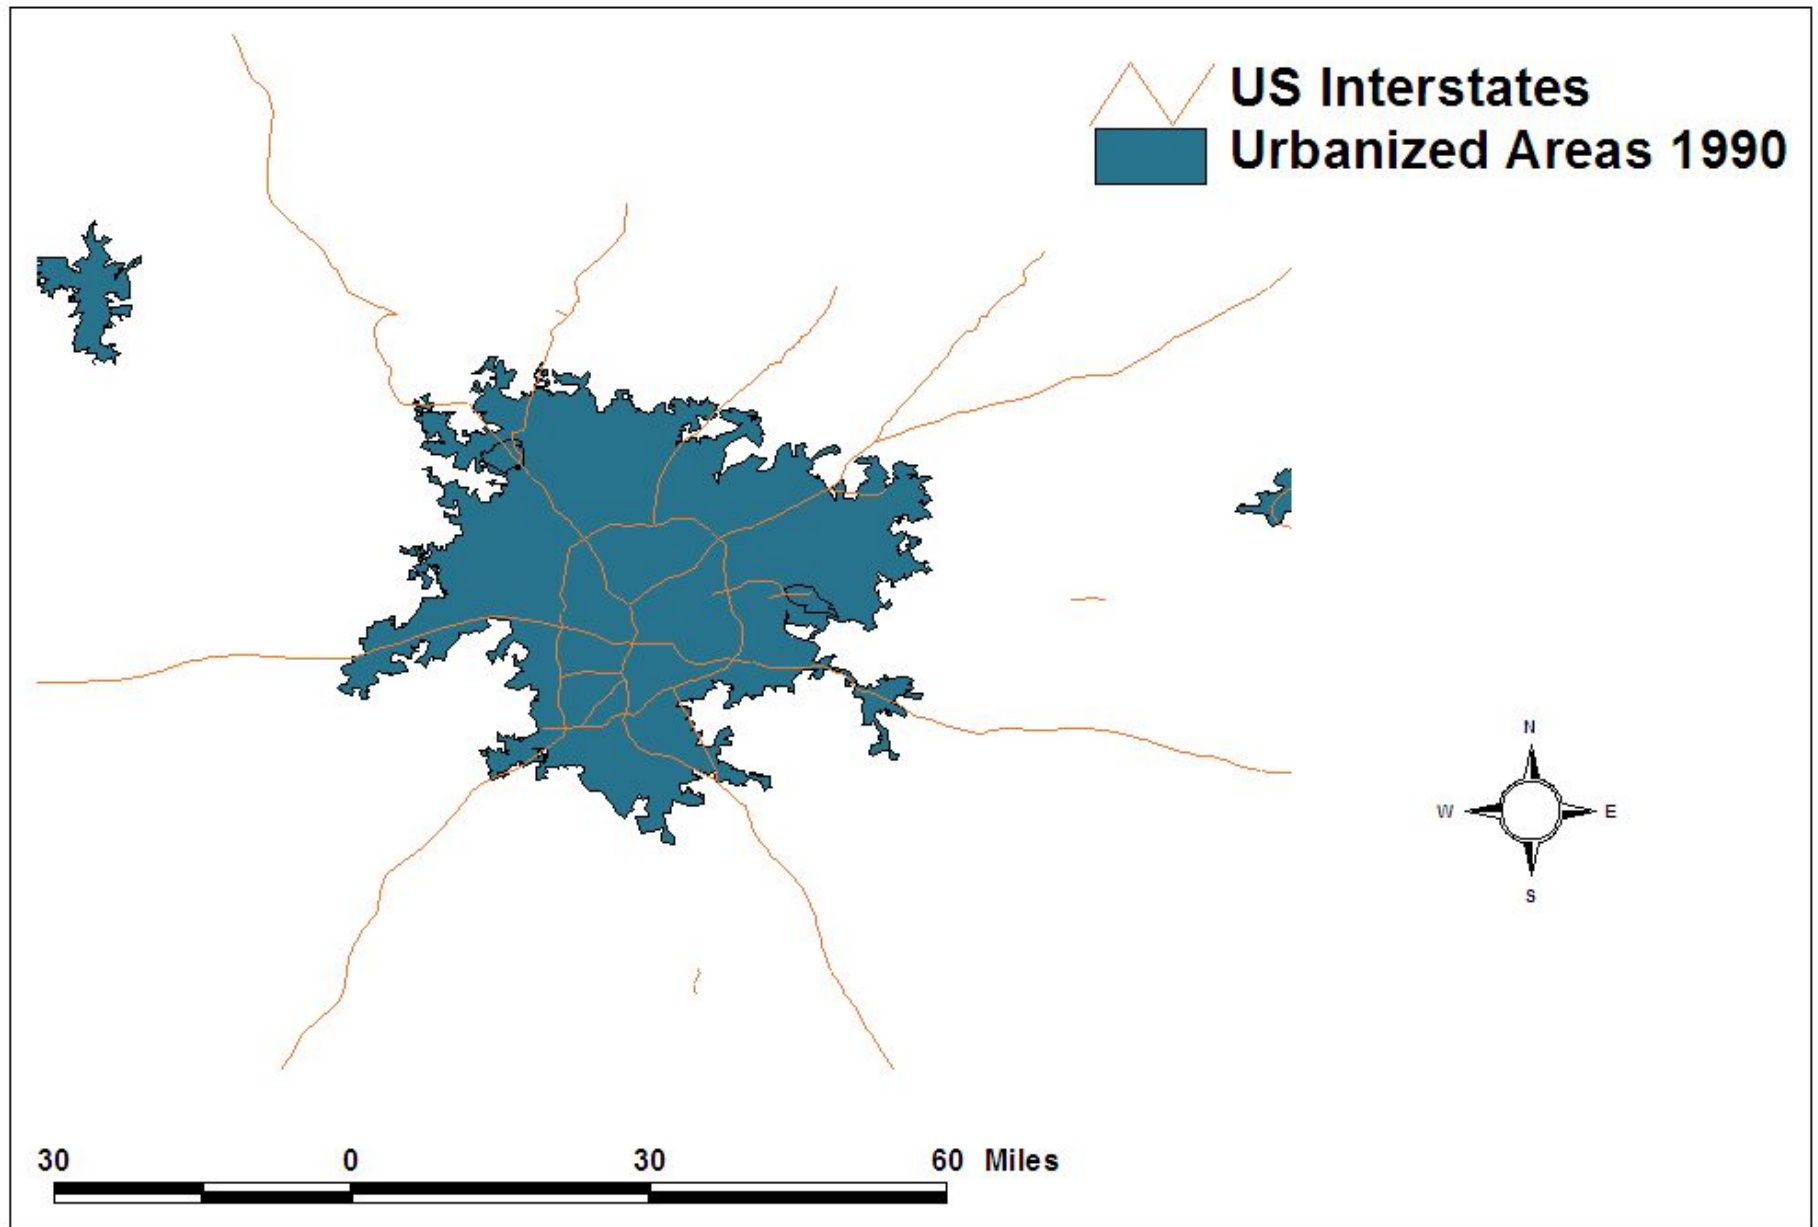 US Interstates
Urbanized Areas 1990
N
W E
S
30 0 30 60 Miles